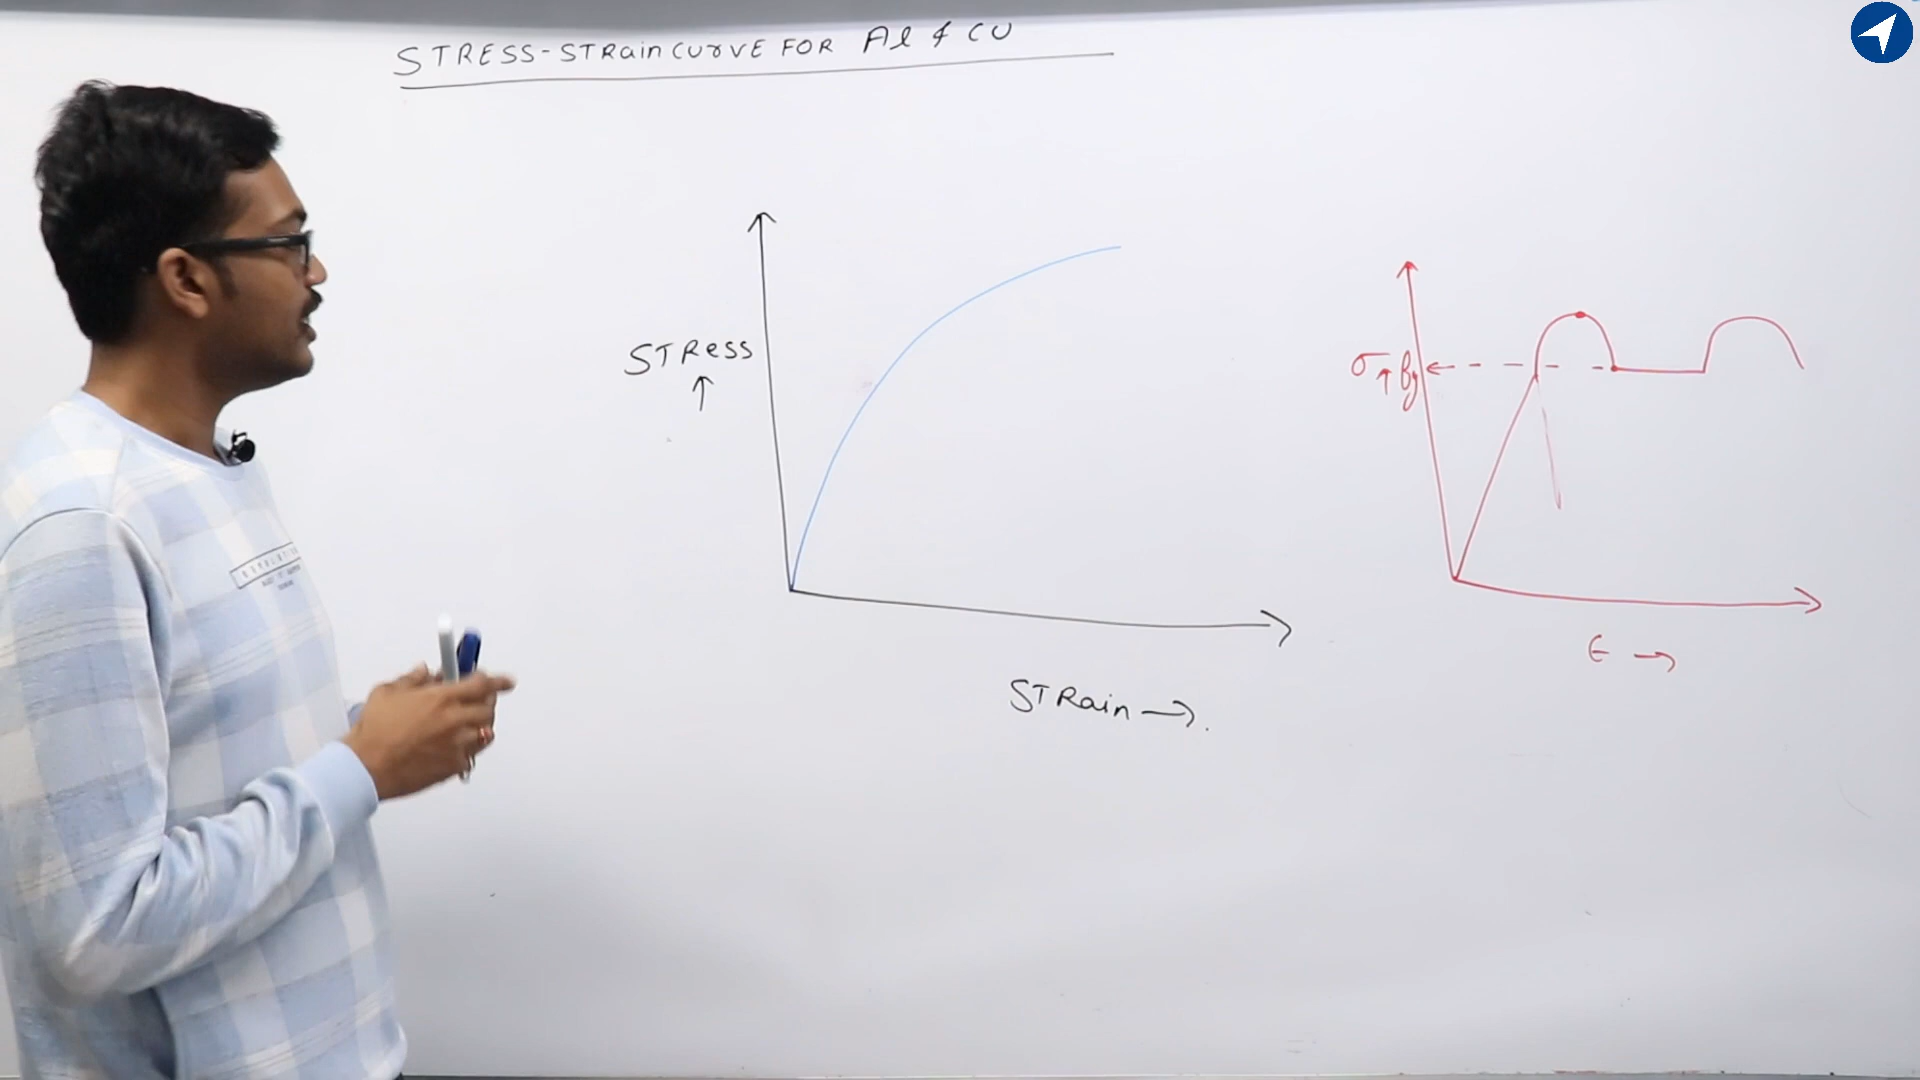 STRESS-STRain CURVE FOR Al & CU
STRess
↑
STRain →.
σ↑ fy
ϵ →